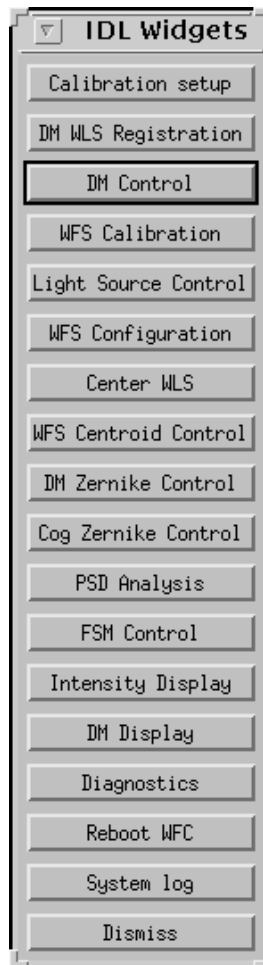 IDL Widgets
Calibration setup
DM WLS Registration
DM Control
WFS Calibration
Light Source Control
WFS Configuration
Center WLS
WFS Centroid Control
DM Zernike Control
Cog Zernike Control
PSD Analysis
FSM Control
Intensity Display
DM Display
Diagnostics
Reboot WFC
System log
Dismiss